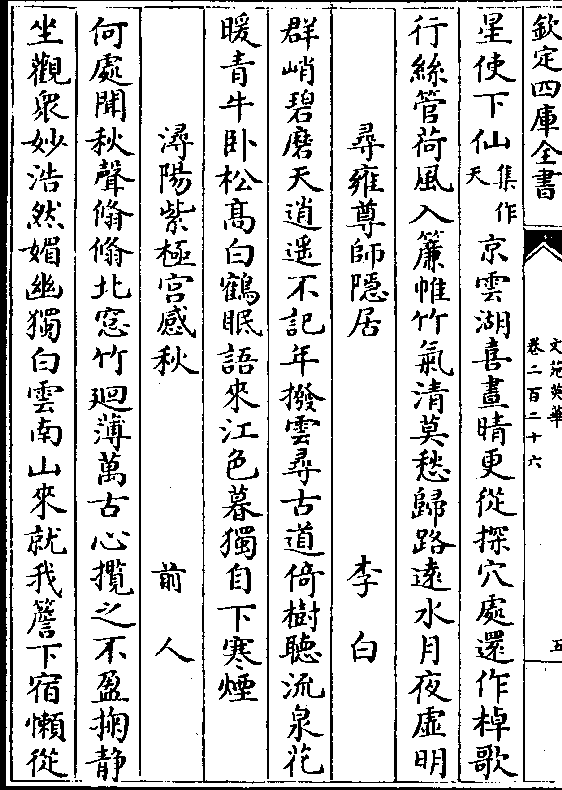 欽定四庫全書
文苑英華
卷二百二十六
五
星使下仙集作天京雲湖喜晝晴更從探穴處還作棹歌
行絲管荷風入簾帷竹氣清莫愁歸路遠水月夜虛明
尋雍尊師隱居 李白
群峭碧磨天逍遥不記年撥雲尋古道倚樹聽流泉花
暖青牛卧松髙白鶴眠語來江色暮獨自下寒煙
潯陽紫極宫感秋 前人
何處聞秋聲翛翛北窓竹廻薄萬古心攬之不盈掬静
坐觀衆妙浩然媚幽獨白雲南山來就我簷下宿懶從